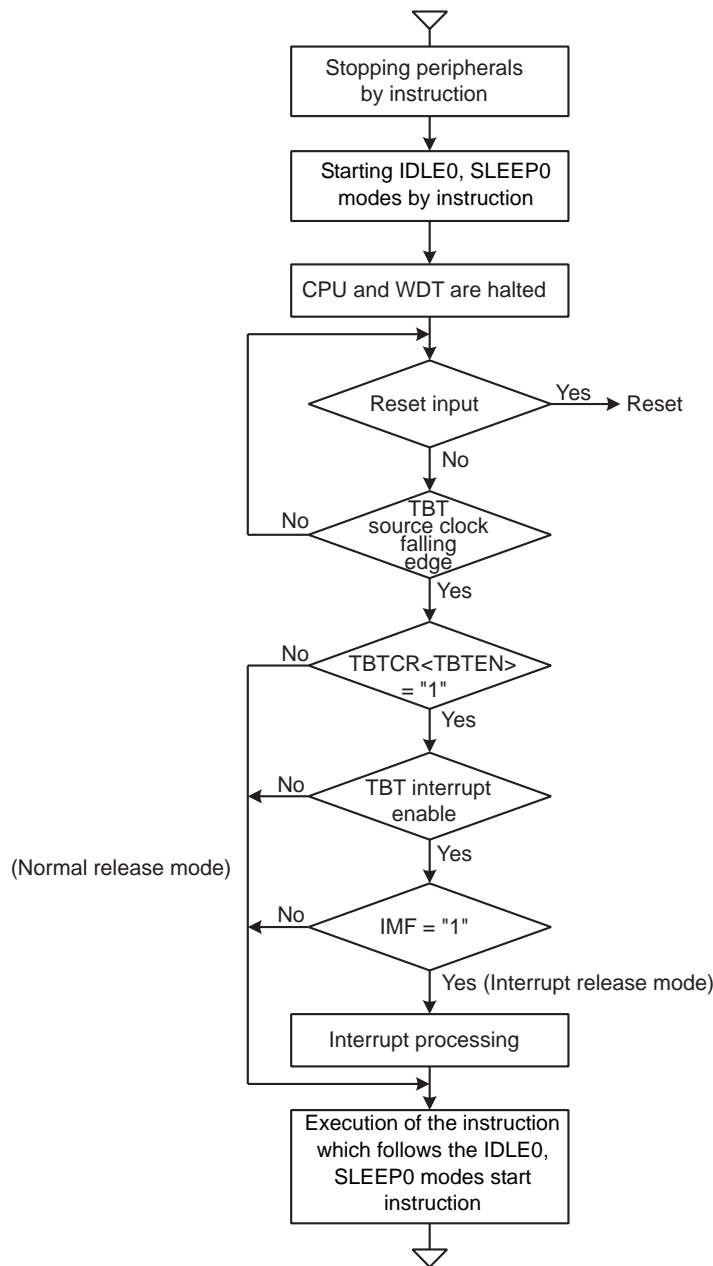 Stopping peripherals
by instruction
Starting IDLE0, SLEEP0
modes by instruction
CPU and WDT are halted
Reset input
Yes
Reset
No
No
TBT
source clock
falling
edge
Yes
No
TBTCR<TBTEN>
= "1"
Yes
No
TBT interrupt
enable
Yes
(Normal release mode)
No
IMF = "1"
Yes (Interrupt release mode)
Interrupt processing
Execution of the instruction
which follows the IDLE0,
SLEEP0 modes start
instruction